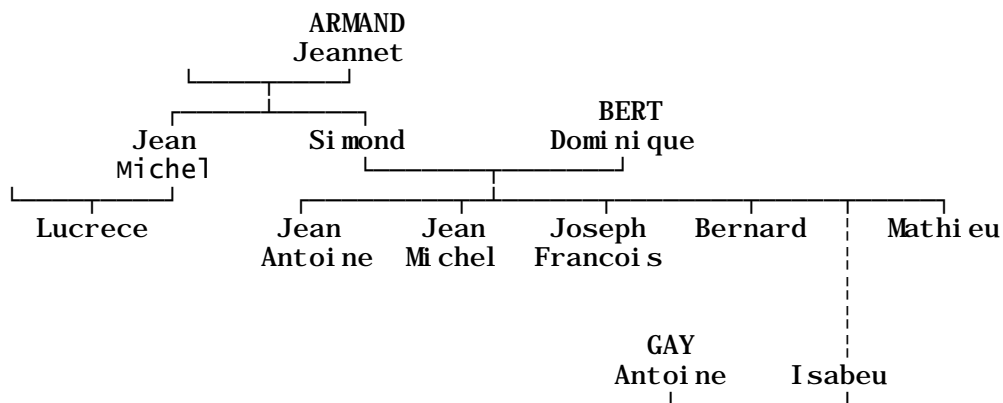 ARMAND
Jeannet
BERT
Jean Simond Dominique
Michel
Lucrece Jean Jean Joseph Bernard Mathieu
Antoine Michel Francois
GAY
Antoine Isabeu